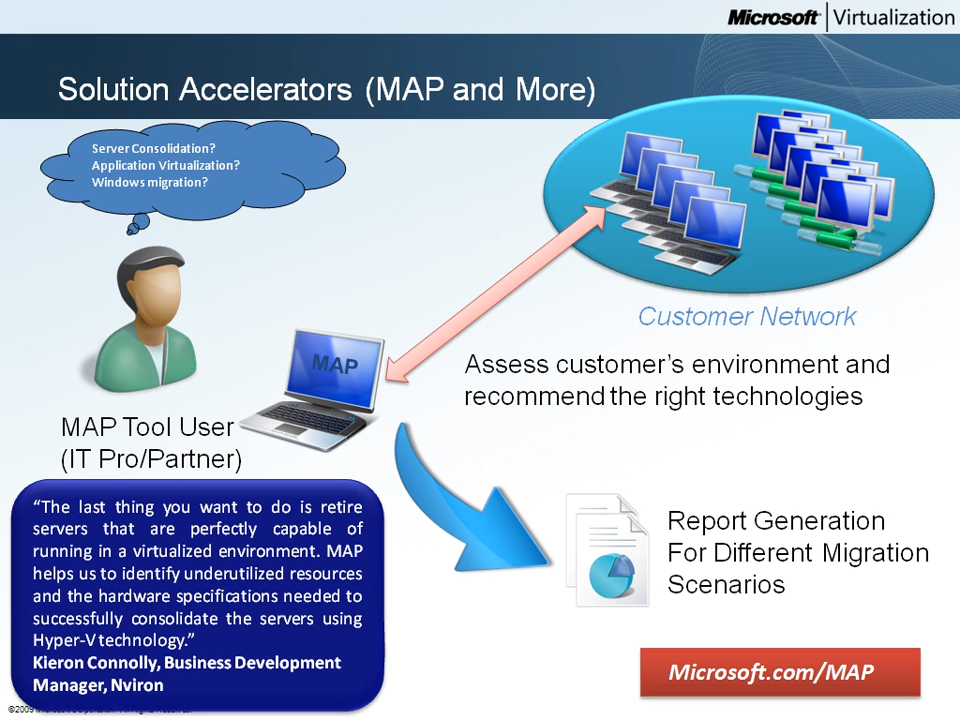 Microsoft | Virtualization
Solution Accelerators (MAP and More)
Server Consolidation?
Application Virtualization?
Windows migration?
Customer Network
MAP
Assess customer's environment and
recommend the right technologies
MAP Tool User
(IT Pro/Partner)
“The last thing you want to do is retire
servers that are perfectly capable of
running in a virtualized environment. MAP
helps us to identify underutilized resources
and the hardware specifications needed to
successfully consolidate the servers using
Hyper-V technology.”
Kieron Connolly, Business Development
Manager, Nviron
Report Generation
For Different Migration
Scenarios
Microsoft.com/MAP
©2009